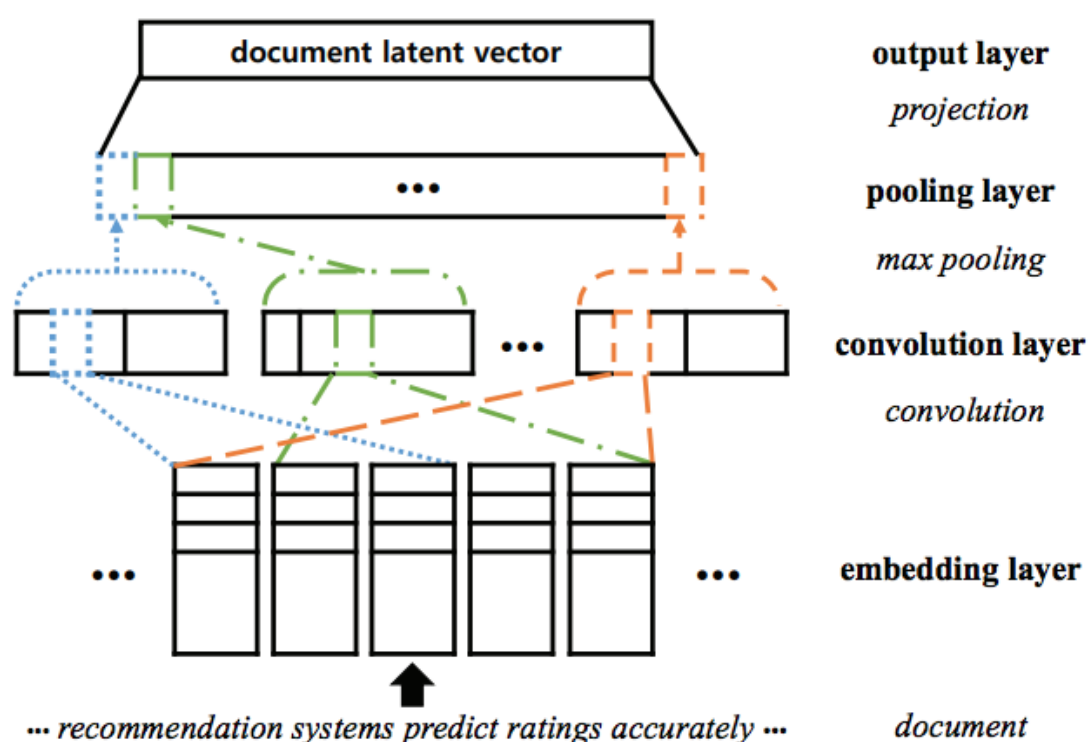 document latent vector
output layer
projection
...
pooling layer
max pooling
...
convolution layer
convolution
...
...
embedding layer
... recommendation systems predict ratings accurately ...
document